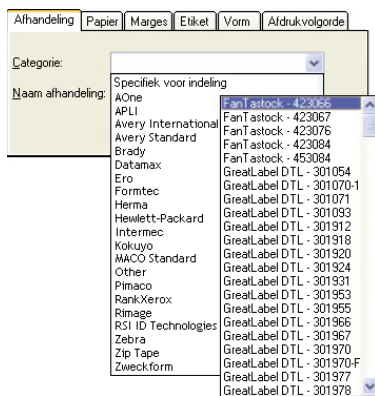 Afhandeling Papier Marges Etiket Vorm Afdrukvolgorde
Categorie:
Naam afhandeling:
Specifiek voor indeling
AOne
APLI
Avery International
Avery Standard
Brady
Datamax
Ero
Formtec
Herma
Hewlett-Packard
Intermec
Kokuyo
MACO Standard
Other
Pimaco
RankXerox
Rimage
RSI ID Technologies
Zebra
Zip Tape
Zweckform
FanTastock - 423066
FanTastock - 423067
FanTastock - 423076
FanTastock - 423084
FanTastock - 453084
GreatLabel DTL - 301054
GreatLabel DTL - 301070-1
GreatLabel DTL - 301071
GreatLabel DTL - 301093
GreatLabel DTL - 301912
GreatLabel DTL - 301918
GreatLabel DTL - 301920
GreatLabel DTL - 301924
GreatLabel DTL - 301931
GreatLabel DTL - 301953
GreatLabel DTL - 301955
GreatLabel DTL - 301966
GreatLabel DTL - 301967
GreatLabel DTL - 301970
GreatLabel DTL - 301970-F
GreatLabel DTL - 301977
GreatLabel DTL - 301978